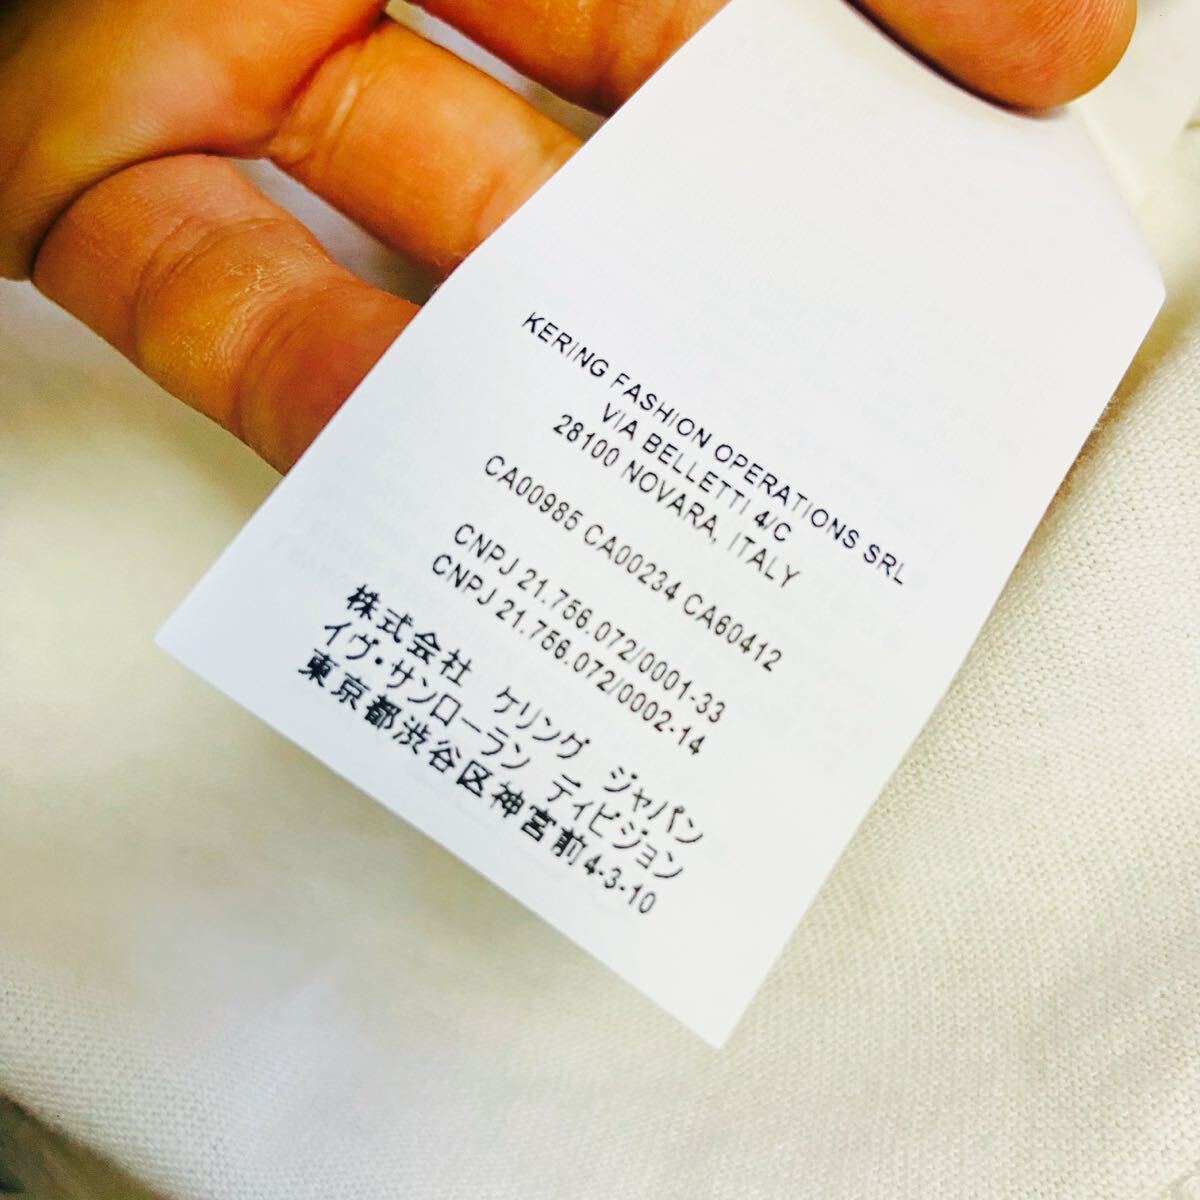 KERING FASHION OPERATIONS SRL
VIA BELLETTI 4/C
28100 NOVARA, ITALY
CA00985 CA00234 CA60412
CNPJ 21.756.072/0001-33
CNPJ 21.756.072/0002-14
株式会社 ケリング ジャパン
イヴ・サンローラン ディビジョン
東京都渋谷区神宮前4-3-10